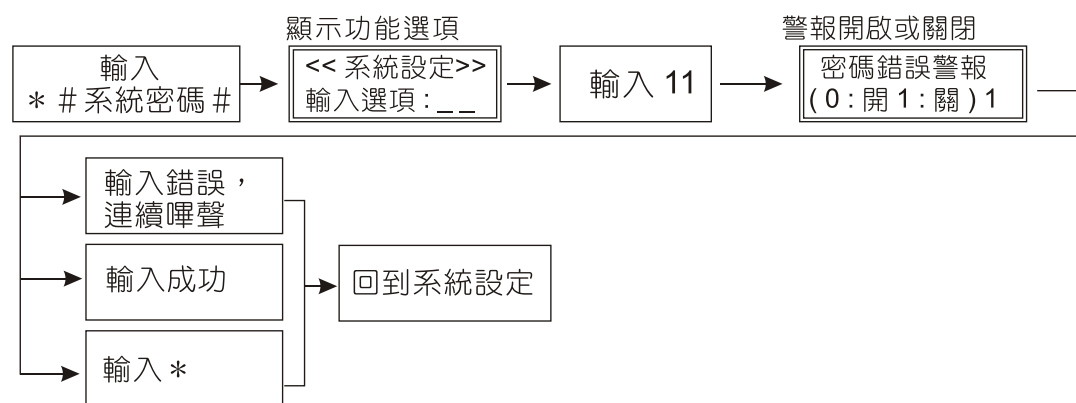 顯示功能選項
警報開啟或關閉
輸入
＊＃系統密碼＃
<< 系統設定>>
輸入選項:_ _
輸入 11
密碼錯誤警報
( 0 : 開 1 : 關 ) 1
輸入錯誤，
連續嗶聲
輸入成功
回到系統設定
輸入＊